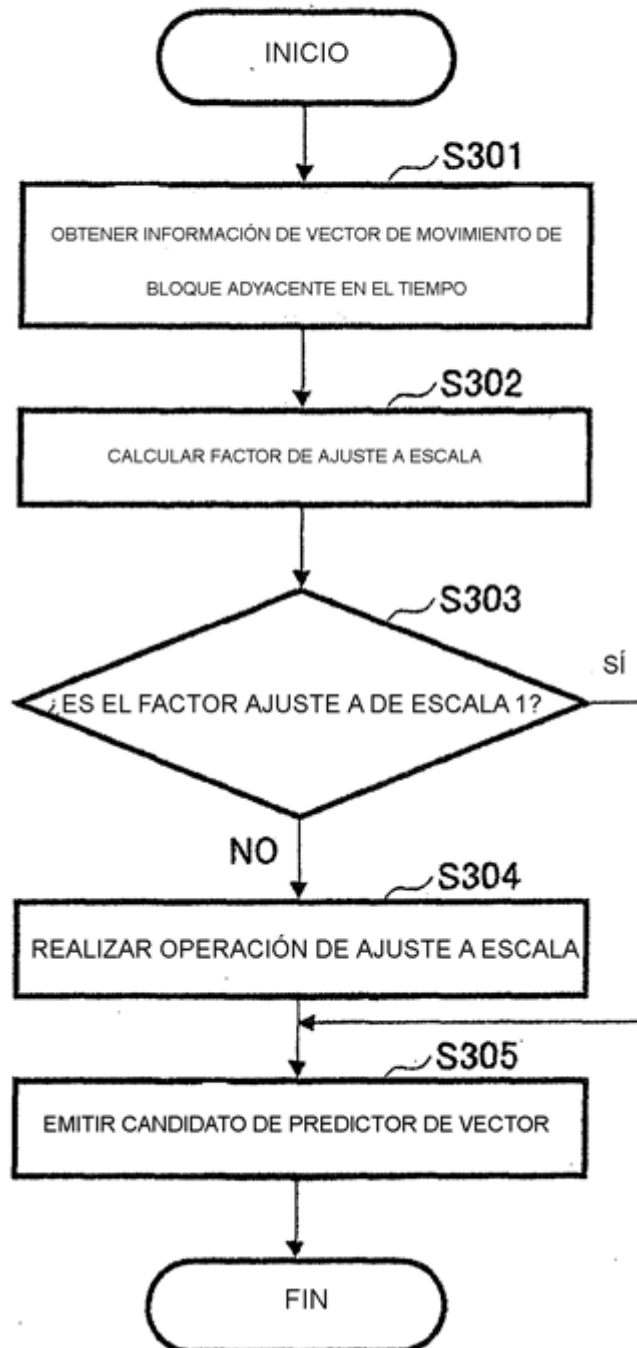 INICIO
S301
OBTENER INFORMACIÓN DE VECTOR DE MOVIMIENTO DE
BLOQUE ADYACENTE EN EL TIEMPO
S302
CALCULAR FACTOR DE AJUSTE A ESCALA
S303
SÍ
¿ES EL FACTOR AJUSTE A DE ESCALA 1?
NO
S304
REALIZAR OPERACIÓN DE AJUSTE A ESCALA
S305
EMITIR CANDIDATO DE PREDICTOR DE VECTOR
FIN